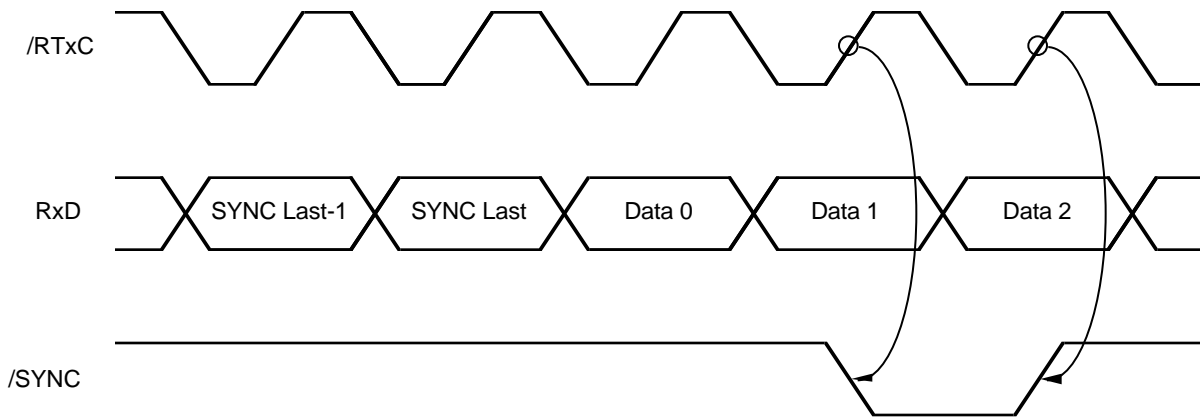 /RTxC
RxD
SYNC Last-1
SYNC Last
Data 0
Data 1
Data 2
/SYNC